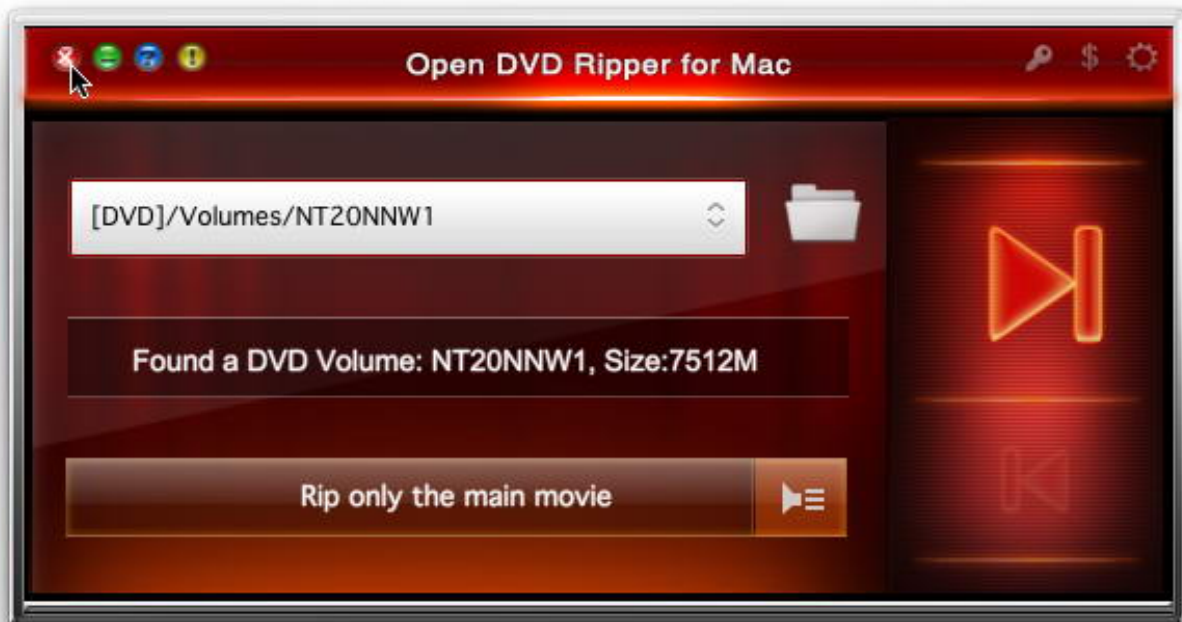 Open DVD Ripper for Mac
$
[DVD]/Volumes/NT20NNW1
Found a DVD Volume: NT20NNW1, Size:7512M
Rip only the main movie